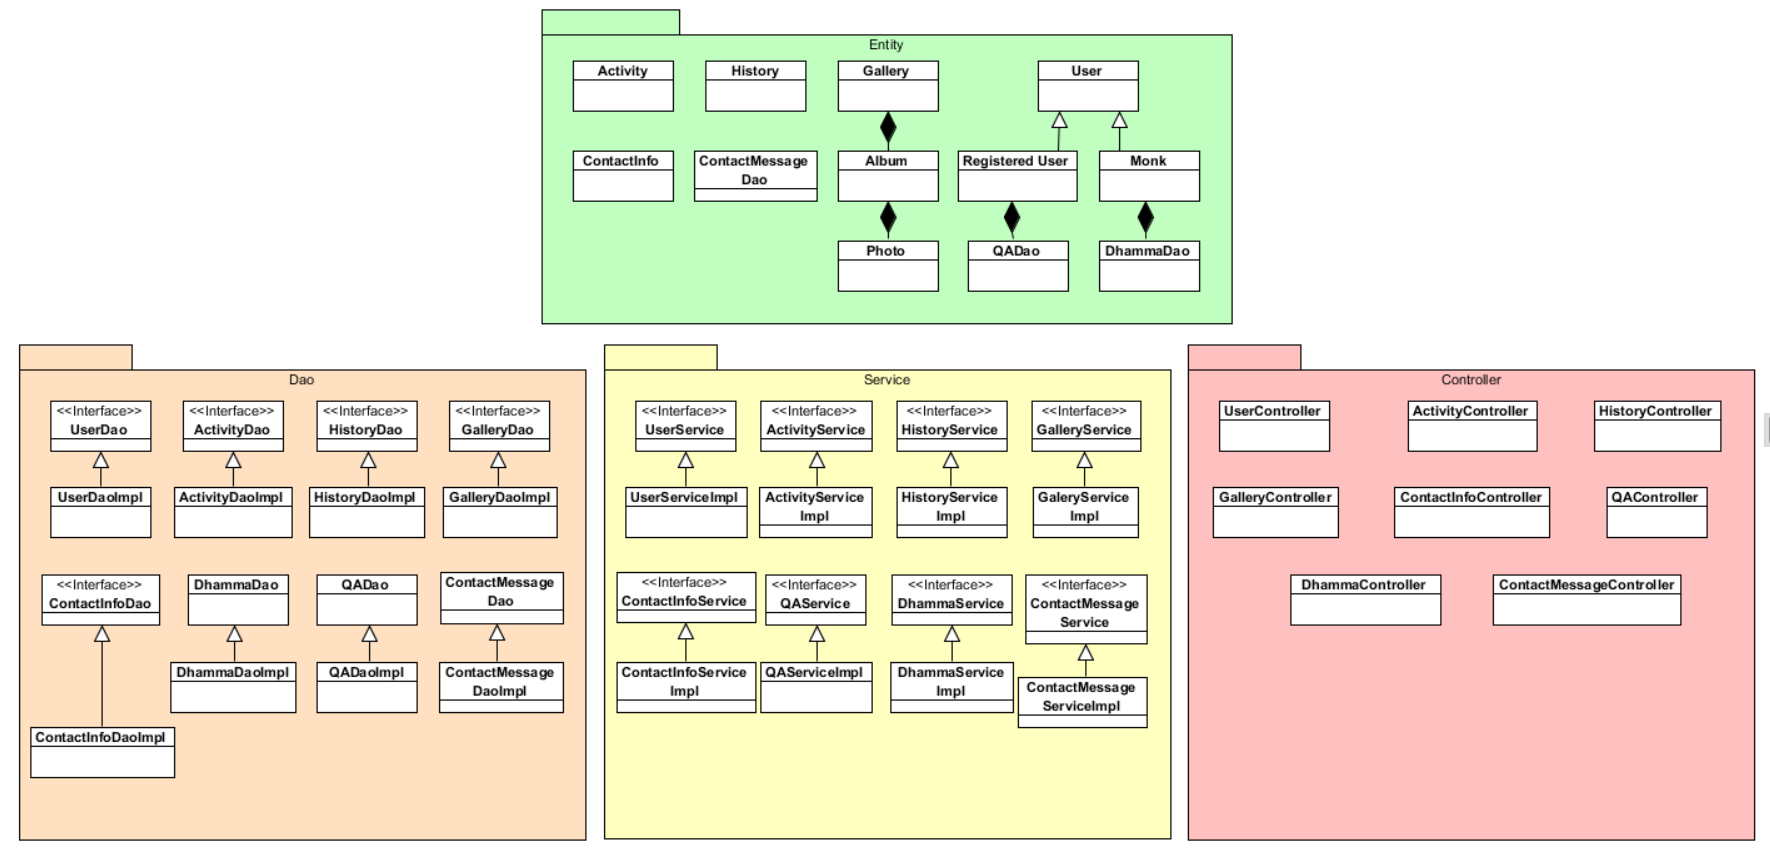 Entity
Activity
History
Gallery
User
ContactInfo
ContactMessage
Dao
Album
Registered User
Monk
Photo
QADao
DhammaDao
Dao
<<Interface>>
UserDao
<<Interface>>
ActivityDao
<<Interface>>
HistoryDao
<<Interface>>
GalleryDao
UserDaoImpl
ActivityDaoImpl
HistoryDaoImpl
GalleryDaoImpl
<<Interface>>
ContactInfoDao
DhammaDao
QADao
ContactMessage
Dao
DhammaDaoImpl
QADaoImpl
ContactMessage
DaoImpl
ContactInfoDaoImpl
Service
<<Interface>>
UserService
<<Interface>>
ActivityService
<<Interface>>
HistoryService
<<Interface>>
GalleryService
UserServiceImpl
ActivityService
Impl
HistoryService
Impl
GaleryService
Impl
<<Interface>>
ContactInfoService
<<Interface>>
QAService
<<Interface>>
DhammaService
<<Interface>>
ContactMessage
Service
ContactInfoService
Impl
QAServiceImpl
DhammaService
Impl
ContactMessage
ServiceImpl
Controller
UserController
ActivityController
HistoryController
GalleryController
ContactInfoController
QAController
DhammaController
ContactMessageController